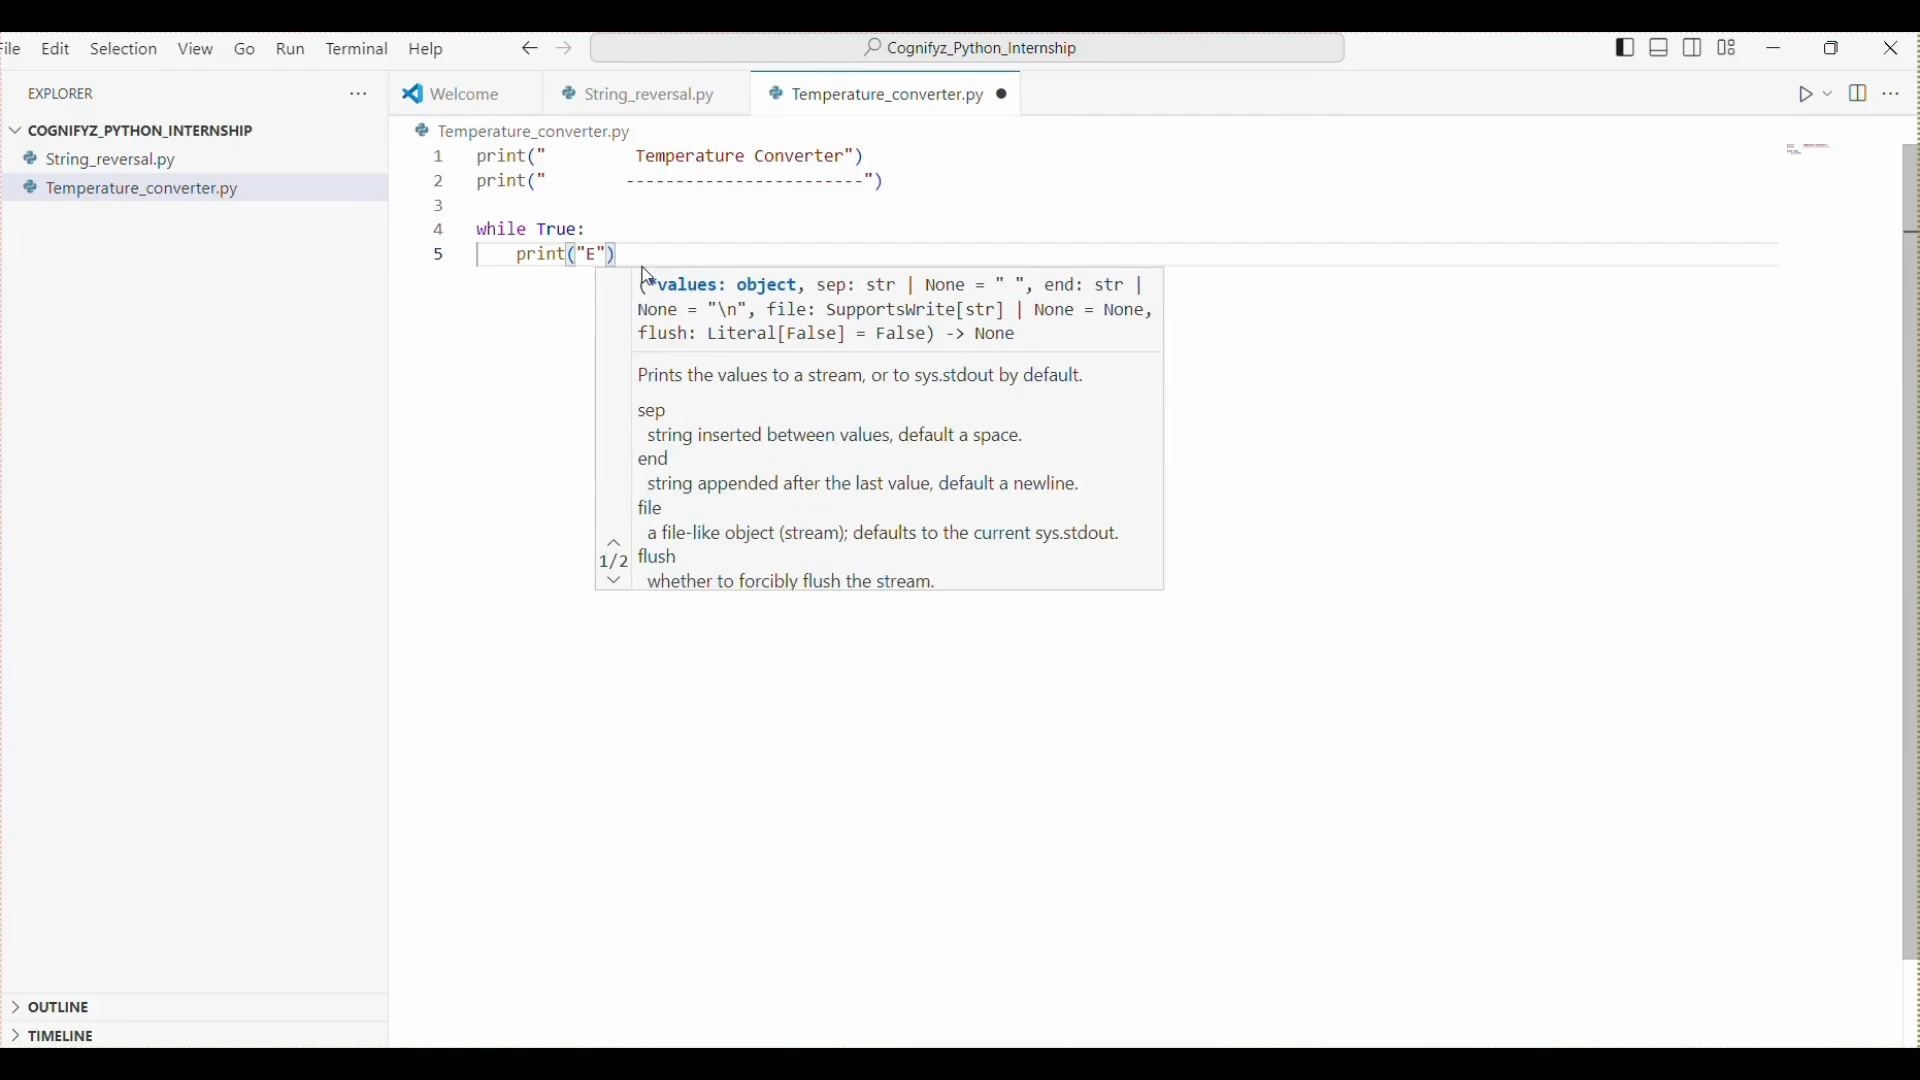 File Edit Selection View Go Run Terminal Help
Cognifyz_Python_Internship
EXPLORER
Welcome
String_reversal.py
Temperature_converter.py
COGNIFYZ_PYTHON_INTERNSHIP
String_reversal.py
Temperature_converter.py
Temperature_converter.py
1 print("         Temperature Converter")
2 print("        ------------------------")
3
4 while True:
5     print("E")
(*values: object, sep: str | None = " ", end: str |
None = "\n", file: SupportsWrite[str] | None = None,
flush: Literal[False] = False) -> None
Prints the values to a stream, or to sys.stdout by default.
sep
string inserted between values, default a space.
end
string appended after the last value, default a newline.
file
a file-like object (stream); defaults to the current sys.stdout.
1/2
flush
whether to forcibly flush the stream.
OUTLINE
TIMELINE